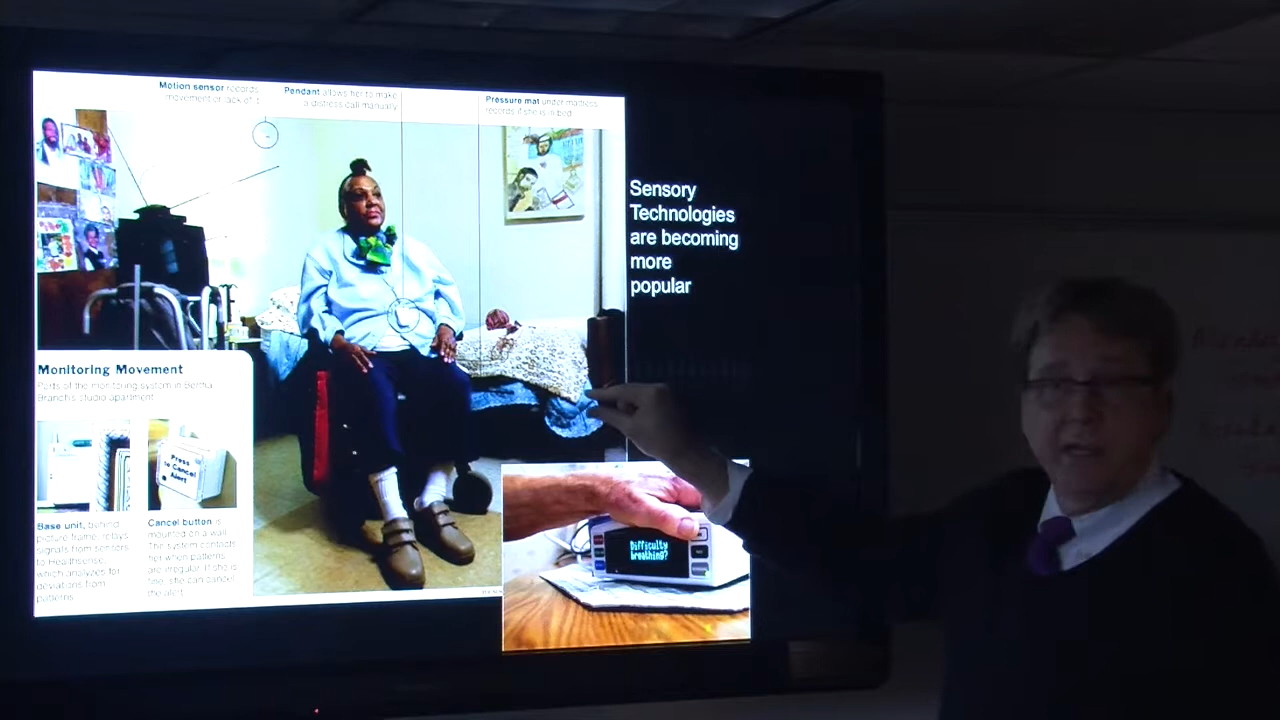 Motion sensor records
movement or lack of it
Pendant allows her to make
a distress call manually
Pressure mat under mattress
records if she is in bed
Sensory
Technologies
are becoming
more
popular
Monitoring Movement
Parts of the monitoring system in Bertha
Branch's studio apartment
Press
to Cancel
Alert
Base unit, behind
picture frame, relays
signals from sensors
to Healthsense,
which analyzes for
deviations from
patterns.
Cancel button is
mounted on a wall.
The system contacts
her when patterns
are irregular. If she is
fine, she can cancel
the alert.
Difficulty
breathing?